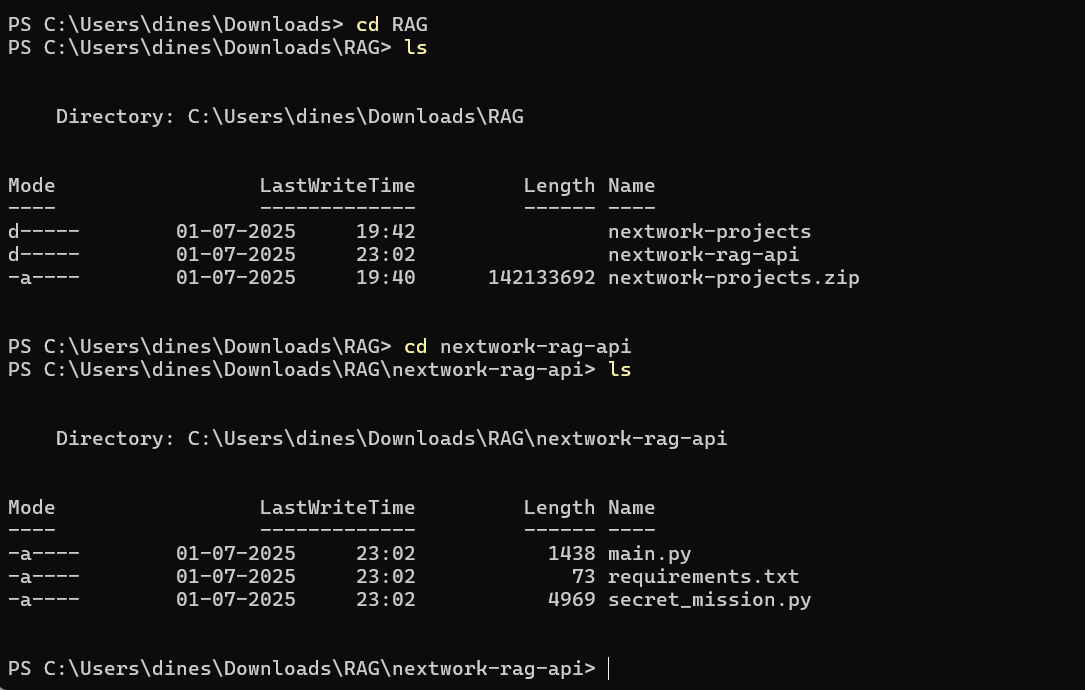 PS C:\Users\dines\Downloads> cd RAG
PS C:\Users\dines\Downloads\RAG> ls
    Directory: C:\Users\dines\Downloads\RAG
Mode                 LastWriteTime         Length Name
----                 -------------         ------ ----
d-----        01-07-2025     19:42                nextwork-projects
d-----        01-07-2025     23:02                nextwork-rag-api
-a----        01-07-2025     19:40      142133692 nextwork-projects.zip
PS C:\Users\dines\Downloads\RAG> cd nextwork-rag-api
PS C:\Users\dines\Downloads\RAG\nextwork-rag-api> ls
    Directory: C:\Users\dines\Downloads\RAG\nextwork-rag-api
Mode                 LastWriteTime         Length Name
----                 -------------         ------ ----
-a----        01-07-2025     23:02           1438 main.py
-a----        01-07-2025     23:02             73 requirements.txt
-a----        01-07-2025     23:02           4969 secret_mission.py
PS C:\Users\dines\Downloads\RAG\nextwork-rag-api>